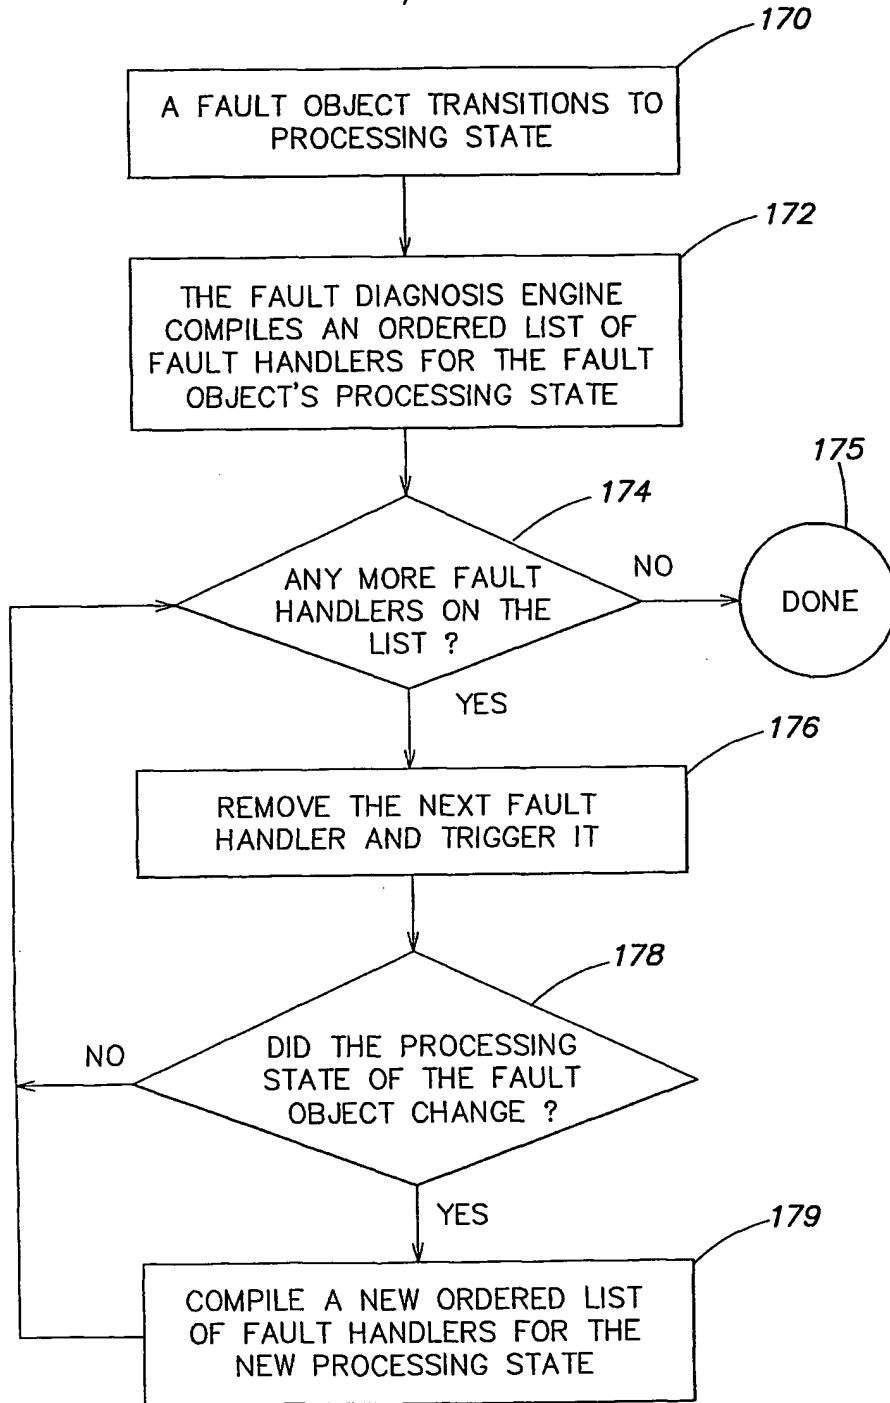 170
A FAULT OBJECT TRANSITIONS TO
PROCESSING STATE
172
THE FAULT DIAGNOSIS ENGINE
COMPILES AN ORDERED LIST OF
FAULT HANDLERS FOR THE FAULT
OBJECT'S PROCESSING STATE
174
175
ANY MORE FAULT
HANDLERS ON THE
LIST ?
NO
DONE
YES
176
REMOVE THE NEXT FAULT
HANDLER AND TRIGGER IT
178
DID THE PROCESSING
STATE OF THE FAULT
OBJECT CHANGE ?
NO
YES
179
COMPILE A NEW ORDERED LIST
OF FAULT HANDLERS FOR THE
NEW PROCESSING STATE